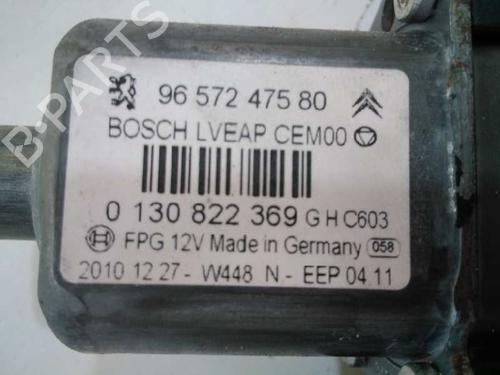 B-PARTS
96 572 475 80
BOSCH LVEAP CEM00
0 130 822 369 G H C603
FPG 12V Made in Germany 058
2010 12 27 - W448 N - EEP 04 11